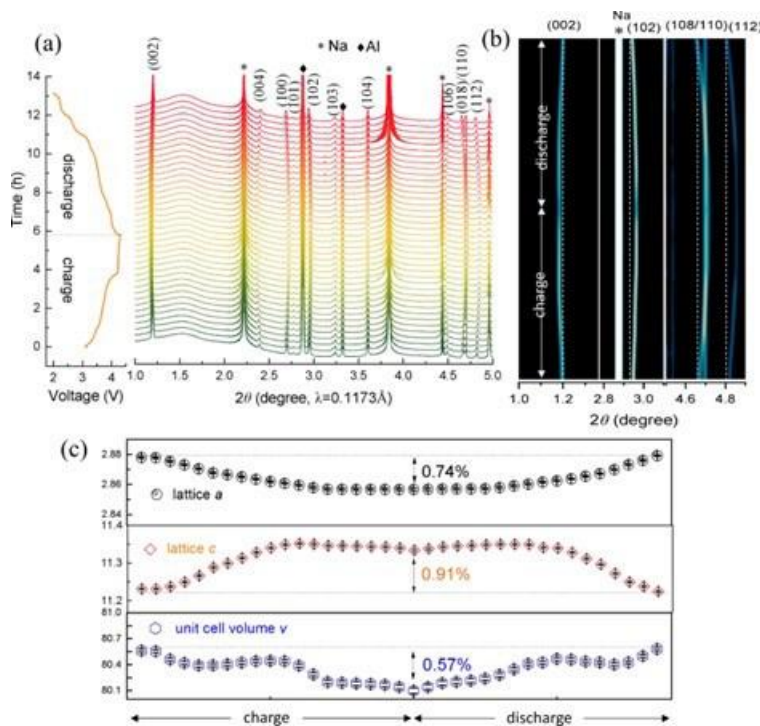 (a)
* Na ♦ Al
(002)
*
(004)
(100)
(101)
♦
(102)
(103)
♦
(104)
*
*
(106)
(018)/(110)
(112)
*
14
12
10
8
6
4
2
0
Time (h)
discharge
charge
2 3 4
Voltage (V)
1.0 1.5 2.0 2.5 3.0 3.5 4.0 4.5 5.0
2θ (degree, λ=0.1173Å)
(b)
Na
(002) * (102) (108/110) (112)
discharge
charge
1.0 1.2 2.8 3.0 4.6 4.8
2θ (degree)
(c)
2.88
2.86
2.84
0.74%
lattice a
11.4
11.3
11.2
lattice c
0.91%
81.0
80.7
80.4
80.1
unit cell volume v
0.57%
charge discharge